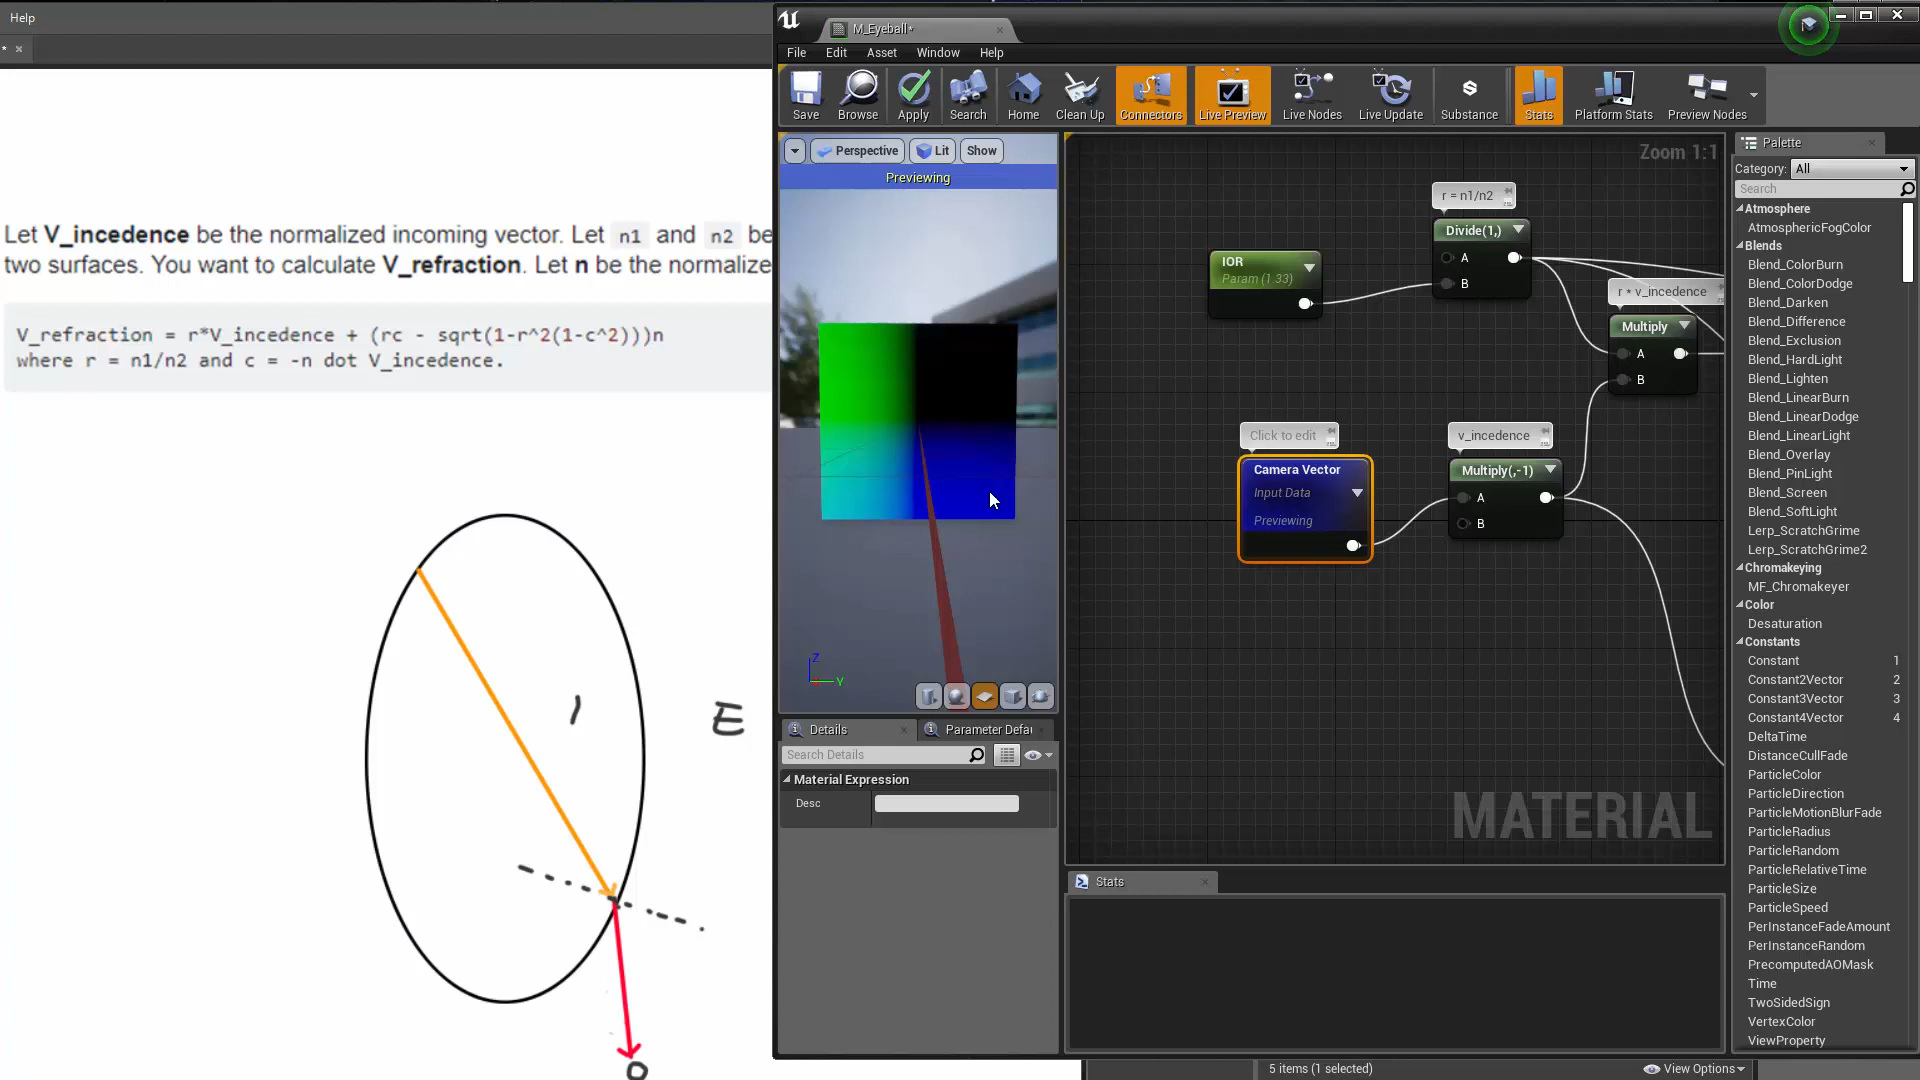 Help
Let V_incedence be the normalized incoming vector. Let n1 and n2 be
two surfaces. You want to calculate V_refraction. Let n be the normalize
V_refraction = r*V_incedence + (rc - sqrt(1-r^2(1-c^2)))n
where r = n1/n2 and c = -n dot V_incedence.
I
E
O
M_Eyeball*
File Edit Asset Window Help
Save Browse Apply Search Home Clean Up Connectors Live Preview Live Nodes Live Update Substance Stats Platform Stats Preview Nodes
Perspective Lit Show
Previewing
Z
Y
Details
Parameter Defau
Search Details
Material Expression
Desc
Zoom 1:1
r = n1/n2
Divide(1,)
A
B
IOR
Param (1.33)
r * v_incedence
Multiply
A
B
Click to edit
Camera Vector
Input Data
Previewing
v_incedence
Multiply(,-1)
A
B
MATERIAL
Stats
Palette
Category: All
Search
Atmosphere
AtmosphericFogColor
Blends
Blend_ColorBurn
Blend_ColorDodge
Blend_Darken
Blend_Difference
Blend_Exclusion
Blend_HardLight
Blend_Lighten
Blend_LinearBurn
Blend_LinearDodge
Blend_LinearLight
Blend_Overlay
Blend_PinLight
Blend_Screen
Blend_SoftLight
Lerp_ScratchGrime
Lerp_ScratchGrime2
Chromakeying
MF_Chromakeyer
Color
Desaturation
Constants
Constant 1
Constant2Vector 2
Constant3Vector 3
Constant4Vector 4
DeltaTime
DistanceCullFade
ParticleColor
ParticleDirection
ParticleMotionBlurFade
ParticleRadius
ParticleRandom
ParticleRelativeTime
ParticleSize
ParticleSpeed
PerInstanceFadeAmount
PerInstanceRandom
PrecomputedAOMask
Time
TwoSidedSign
VertexColor
ViewProperty
5 items (1 selected)
View Options